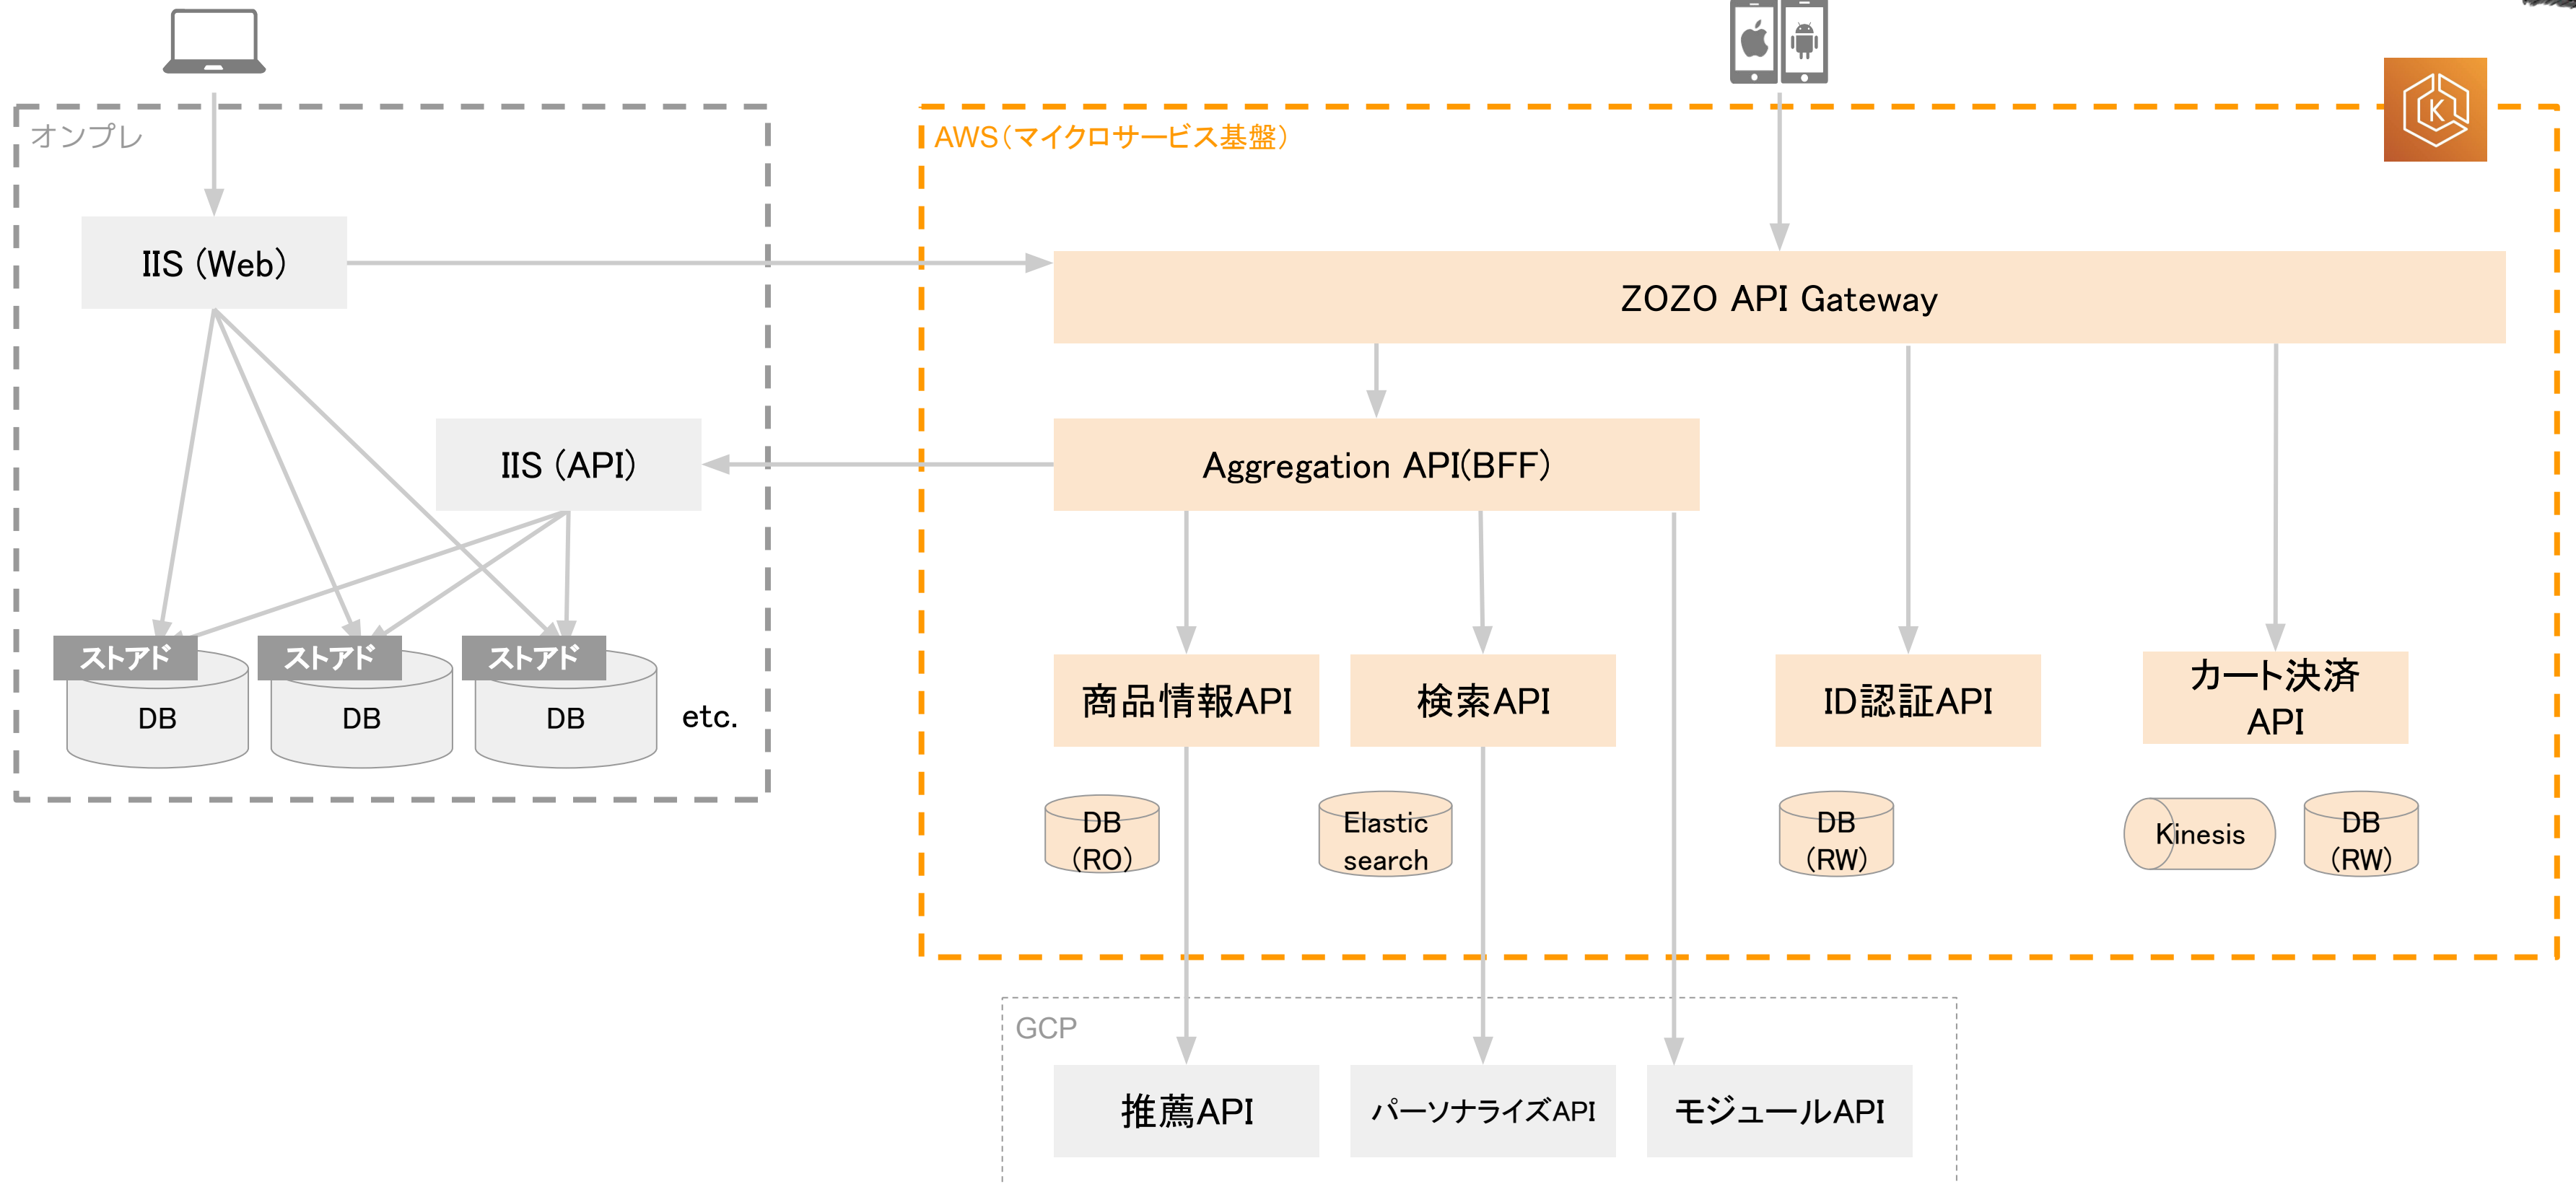 オンプレ
AWS(マイクロサービス基盤)
K
IIS (Web)
ZOZO API Gateway
IIS (API)
Aggregation API(BFF)
ストアド
ストアド
ストアド
DB
DB
DB
etc.
商品情報API
検索API
ID認証API
カート決済
API
DB
(RO)
Elastic
search
DB
(RW)
Kinesis
DB
(RW)
GCP
推薦API
パーソナライズAPI
モジュールAPI